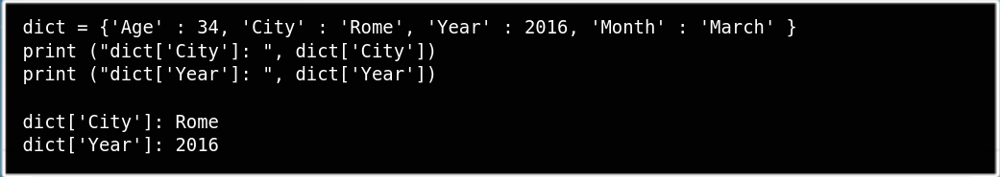 dict = {'Age' : 34, 'City' : 'Rome', 'Year' : 2016, 'Month' : 'March' }
print ("dict['City']: ", dict['City'])
print ("dict['Year']: ", dict['Year'])
dict['City']: Rome
dict['Year']: 2016